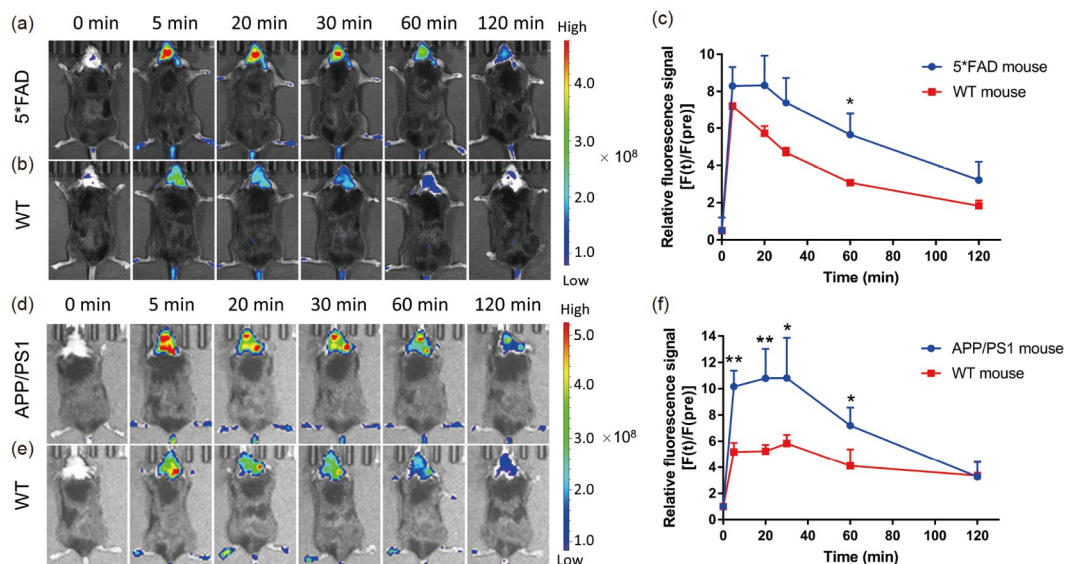 (a) 0 min 5 min 20 min 30 min 60 min 120 min
5*FAD
(b)
WT
High
4.0
3.0
× 10⁸
2.0
1.0
Low
(c)
Relative fluorescence signal
[F(t)/F(pre)]
10
8
6
4
2
0
0 20 40 60 80 100 120
Time (min)
5*FAD mouse
WT mouse
*
(d) 0 min 5 min 20 min 30 min 60 min 120 min
APP/PS1
(e)
WT
High
5.0
4.0
3.0
×10⁸
2.0
1.0
Low
(f)
Relative fluorescence signal
[F(t)/F(pre)]
14
12
10
8
6
4
2
0
0 20 40 60 80 100 120
Time (min)
APP/PS1 mouse
WT mouse
** ** * *